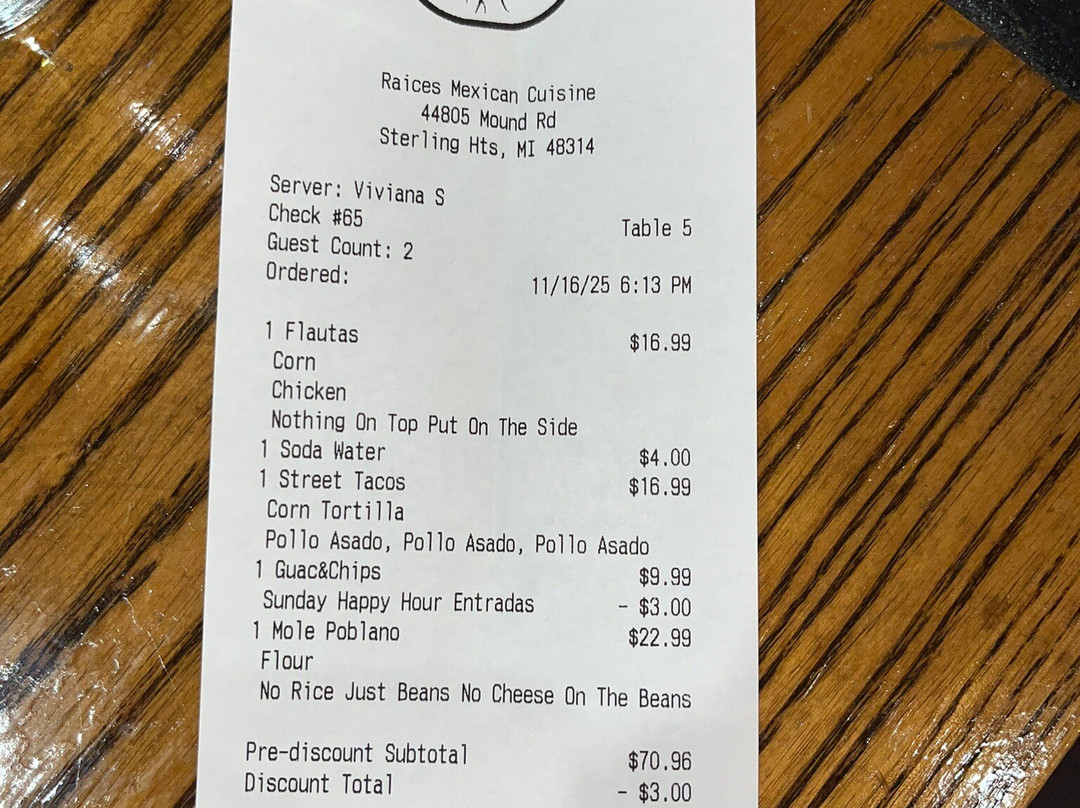 Raices Mexican Cuisine
44805 Mound Rd
Sterling Hts, MI 48314
Server: Viviana S
Check #65 Table 5
Guest Count: 2
Ordered: 11/16/25 6:13 PM
1 Flautas $16.99
Corn
Chicken
Nothing On Top Put On The Side
1 Soda Water $4.00
1 Street Tacos $16.99
Corn Tortilla
Pollo Asado, Pollo Asado, Pollo Asado
1 Guac&Chips $9.99
Sunday Happy Hour Entradas - $3.00
1 Mole Poblano $22.99
Flour
No Rice Just Beans No Cheese On The Beans
Pre-discount Subtotal $70.96
Discount Total - $3.00